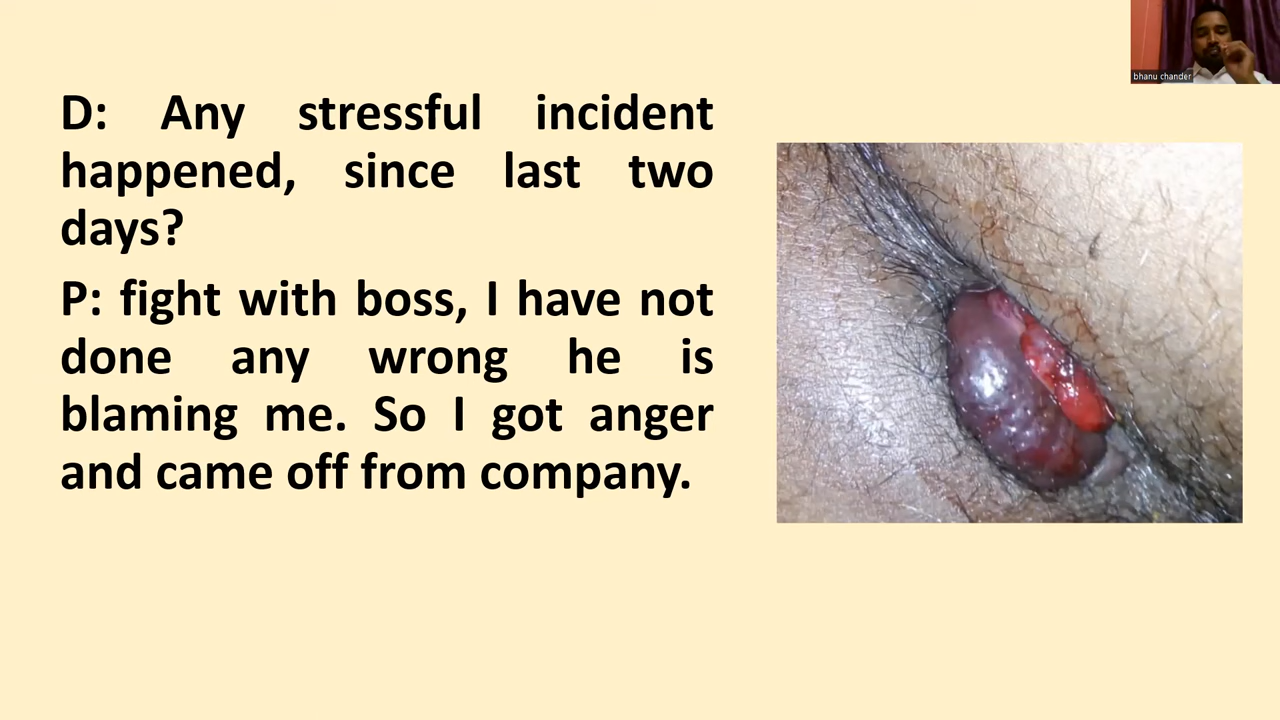 bhanu chander
D: Any stressful incident
happened, since last two
days?
P: fight with boss, I have not
done any wrong he is
blaming me. So I got anger
and came off from company.